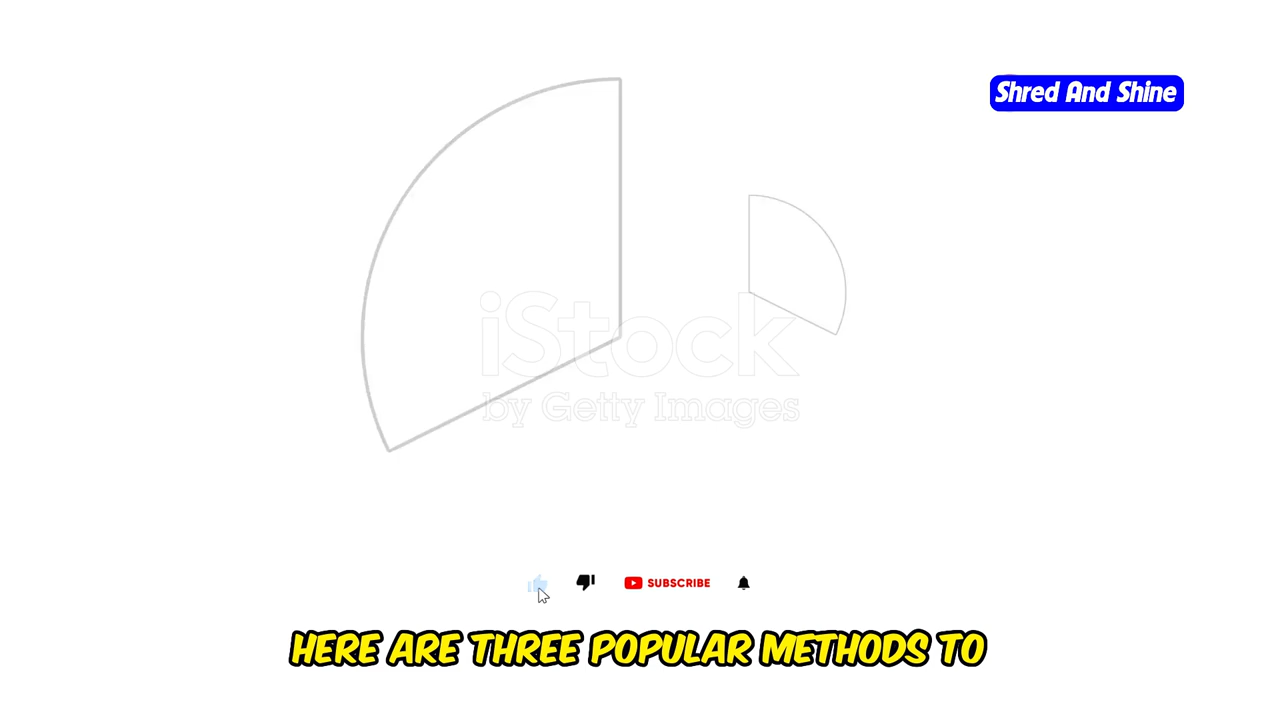 Shred And Shine
iStock
by Getty Images
SUBSCRIBE
HERE ARE THREE POPULAR METHODS TO